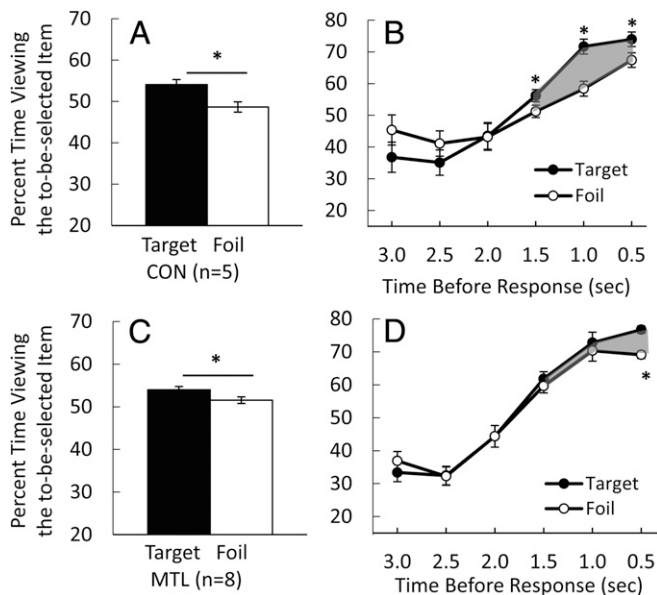 A
B
Percent Time Viewing
the to-be-selected Item
70
60
50
40
30
20
*
Target Foil
CON (n=5)
80
70
60
50
40
30
20
*
*
*
Target
Foil
3.0 2.5 2.0 1.5 1.0 0.5
Time Before Response (sec)
C
D
Percent Time Viewing
the to-be-selected Item
70
60
50
40
30
20
*
Target Foil
MTL (n=8)
80
70
60
50
40
30
20
*
Target
Foil
3.0 2.5 2.0 1.5 1.0 0.5
Time Before Response (sec)